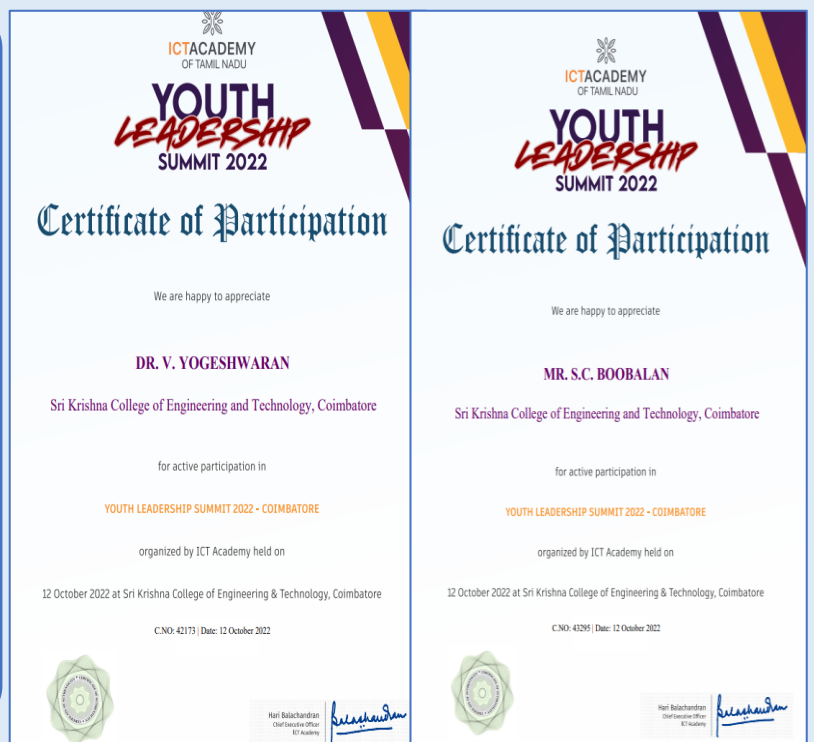 ICTACADEMY
OF TAMIL NADU
YOUTH
LEADERSHIP
SUMMIT 2022
Certificate of Participation
We are happy to appreciate
DR. V. YOGESHWARAN
Sri Krishna College of Engineering and Technology, Coimbatore
for active participation in
YOUTH LEADERSHIP SUMMIT 2022 - COIMBATORE
organized by ICT Academy held on
12 October 2022 at Sri Krishna College of Engineering & Technology, Coimbatore
C.NO: 42173 | Date: 12 October 2022
Hari Balachandran
Chief Executive Officer
ICT Academy
Balachandran
ICTACADEMY
OF TAMIL NADU
YOUTH
LEADERSHIP
SUMMIT 2022
Certificate of Participation
We are happy to appreciate
MR. S.C. BOOBALAN
Sri Krishna College of Engineering and Technology, Coimbatore
for active participation in
YOUTH LEADERSHIP SUMMIT 2022 - COIMBATORE
organized by ICT Academy held on
12 October 2022 at Sri Krishna College of Engineering & Technology, Coimbatore
C.NO: 43295 | Date: 12 October 2022
Hari Balachandran
Chief Executive Officer
ICT Academy
Balachandran